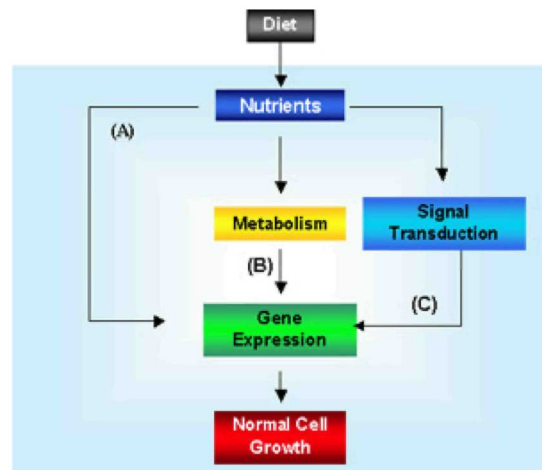 Diet
Nutrients
(A)
Metabolism
Signal
Transduction
(B)
(C)
Gene
Expression
Normal Cell
Growth